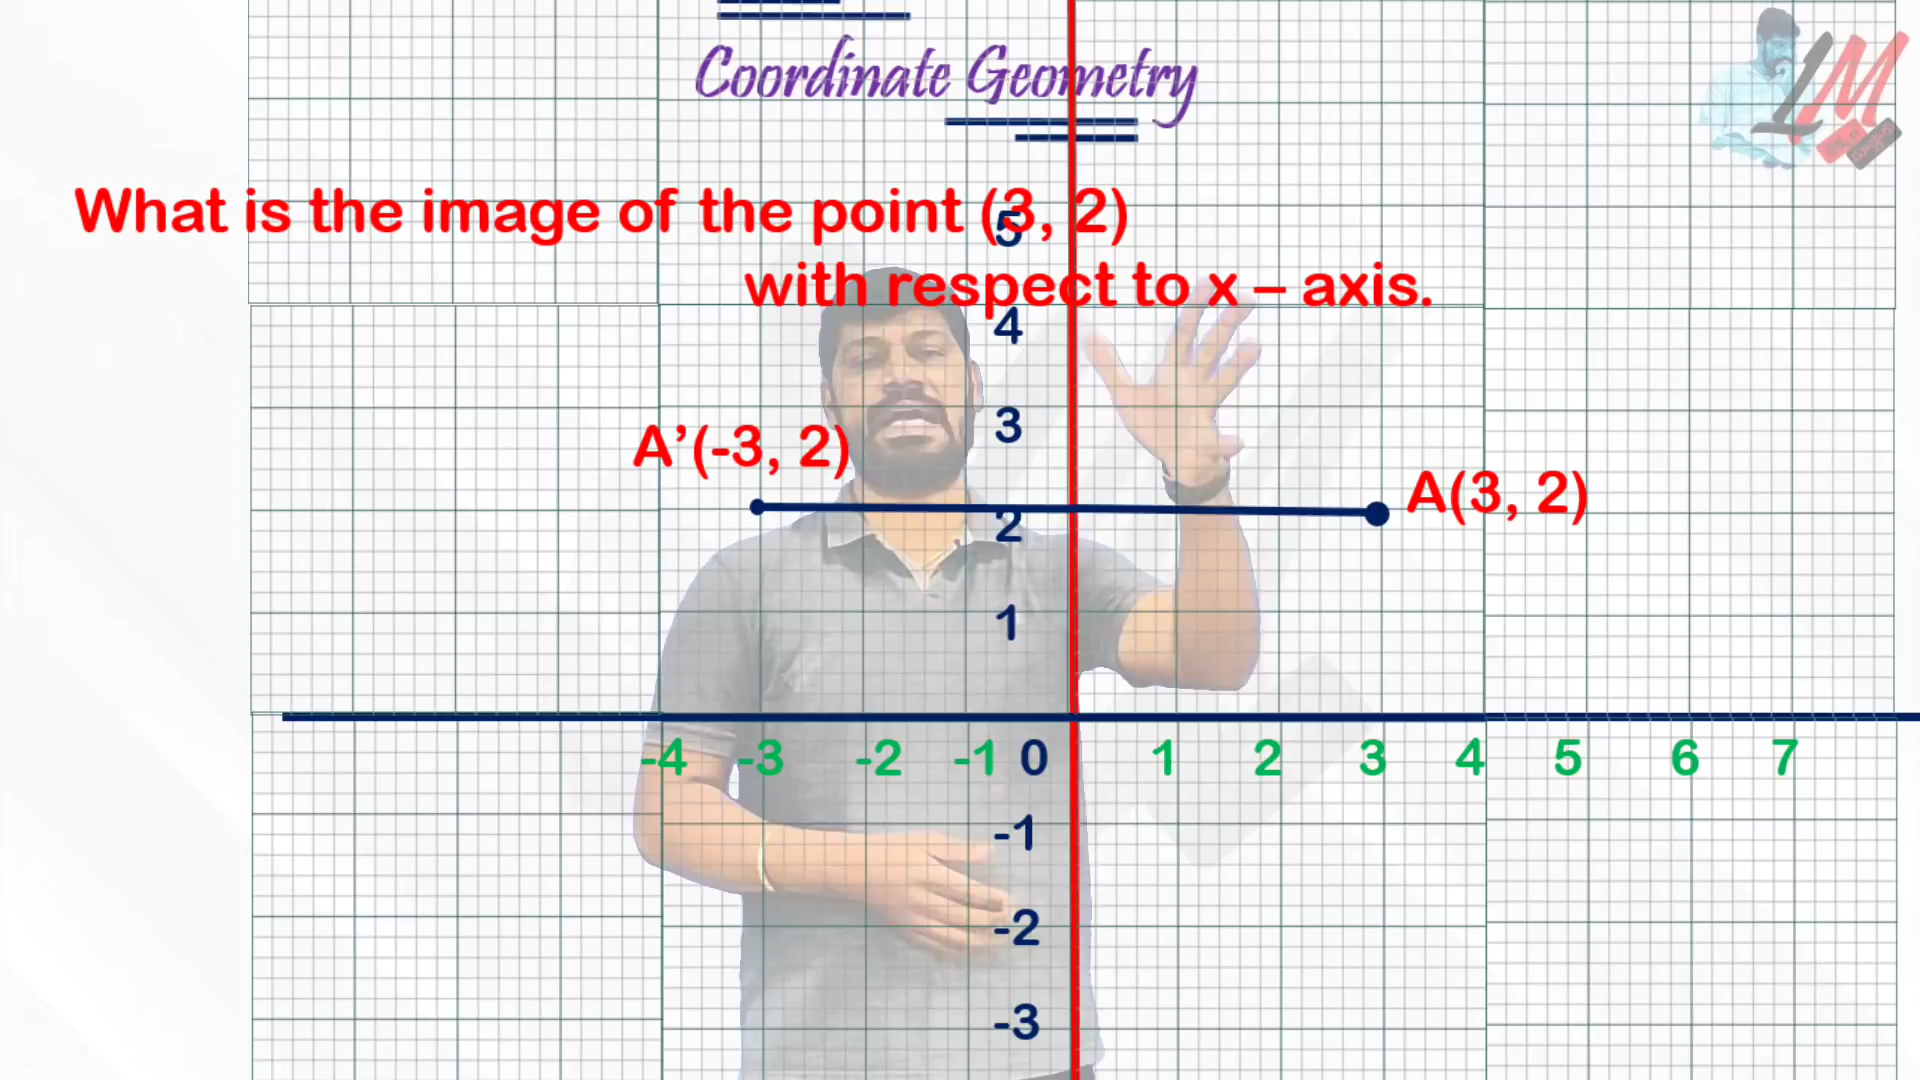 Coordinate Geometry
What is the image of the point (3, 2)
with respect to x – axis.
5
4
3
A’(-3, 2)
A(3, 2)
2
1
-4 -3 -2 -1 0 1 2 3 4 5 6 7
-1
-2
-3
LM